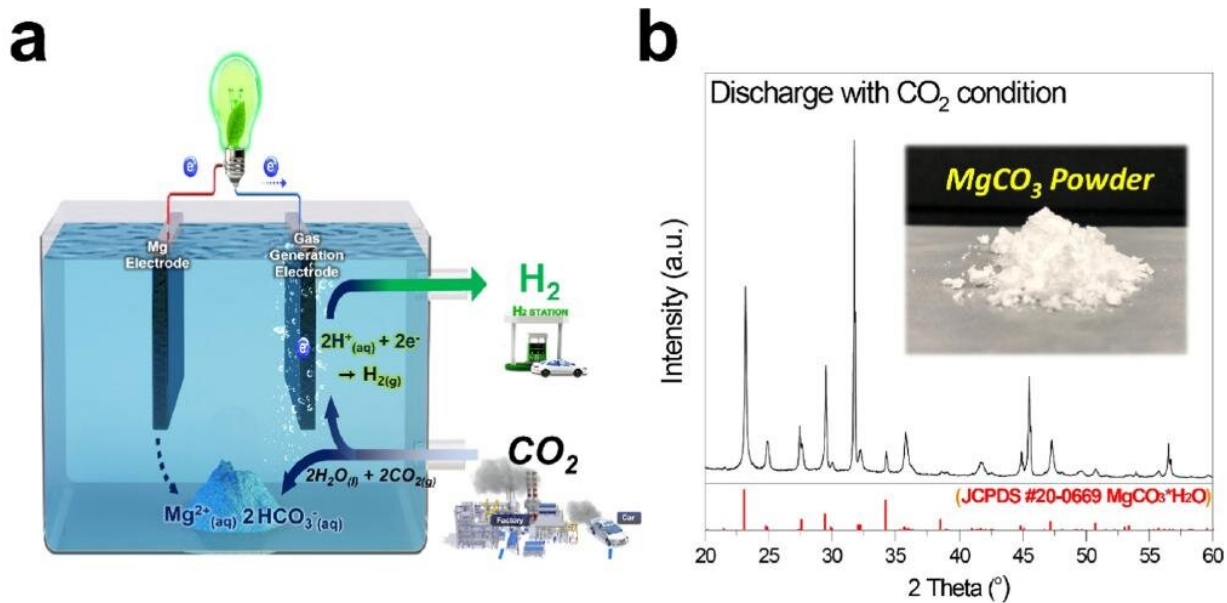 a
e⁻
e⁻
Mg
Electrode
Gas
Generation
Electrode
H₂
H₂ STATION
e⁻
2H⁺(aq) + 2e⁻
→ H₂(g)
CO₂
2H₂O(l) + 2CO₂(g)
Mg²⁺(aq) 2HCO₃⁻(aq)
Factory
Car
b
Discharge with CO₂ condition
MgCO₃ Powder
Intensity (a.u.)
(JCPDS #20-0669 MgCO₃*H₂O)
20 25 30 35 40 45 50 55 60
2 Theta (°)